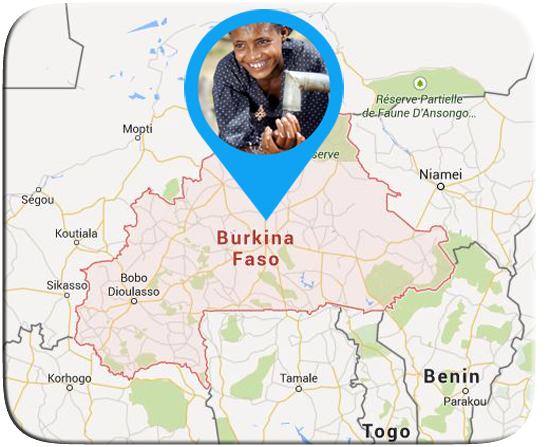 Réserve Partielle
de Faune D'Ansongo...
Mopti
serve
Niamei
Ségou
Koutiala
Burkina
Faso
Sikasso
Bobo
Dioulasso
Korhogo
Tamale
Benin
Parakou
Togo